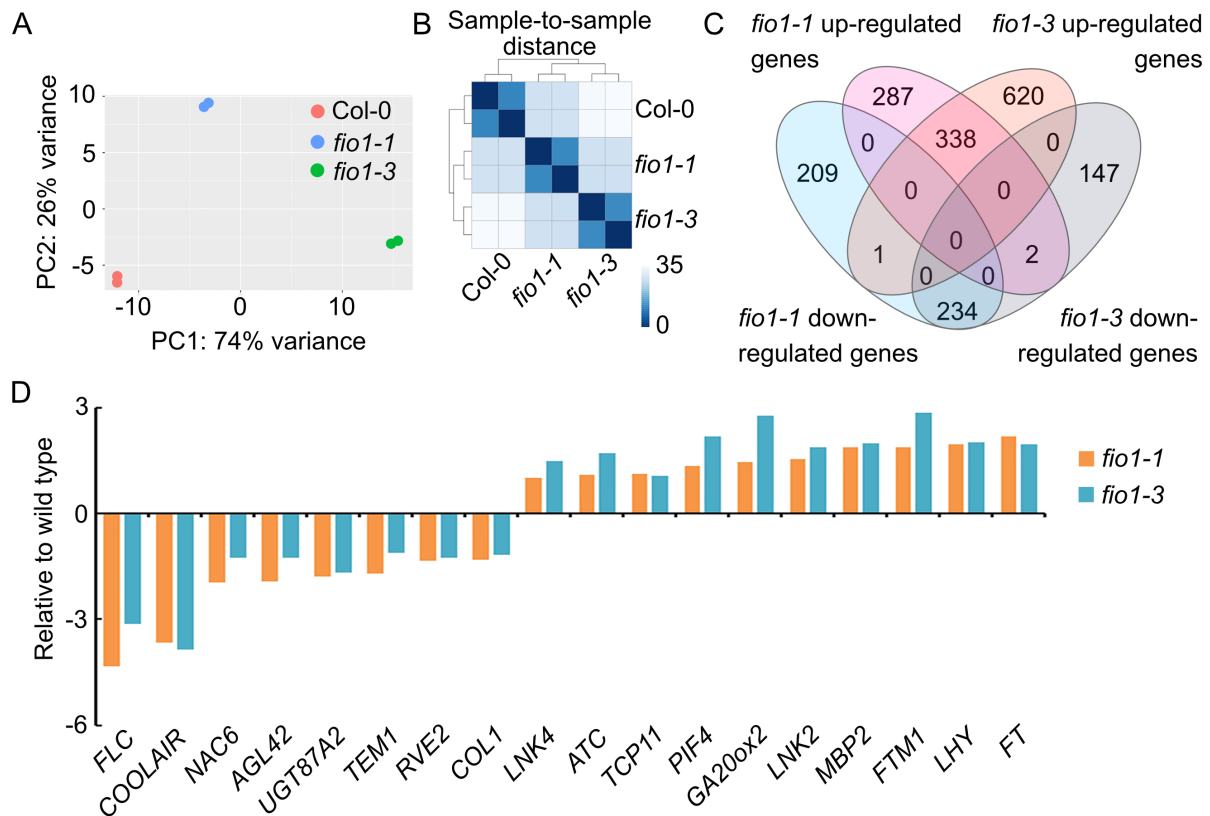 A
10
5
0
-5
-10
0
10
PC2: 26% variance
PC1: 74% variance
Col-0
fio1-1
fio1-3
B
Sample-to-sample
distance
Col-0
fio1-1
fio1-3
Col-0
fio1-1
fio1-3
35
0
C
fio1-1 up-regulated
genes
fio1-3 up-regulated
genes
287
620
0
338
0
209
147
0
0
0
1
2
0
0
234
fio1-1 down-
regulated genes
fio1-3 down-
regulated genes
D
Relative to wild type
3
0
-3
-6
fio1-1
fio1-3
FLC
COOLAIR
NAC6
AGL42
UGT87A2
TEM1
RVE2
COL1
LNK4
ATC
TCP11
PIF4
GA20ox2
LNK2
MBP2
FTM1
LHY
FT